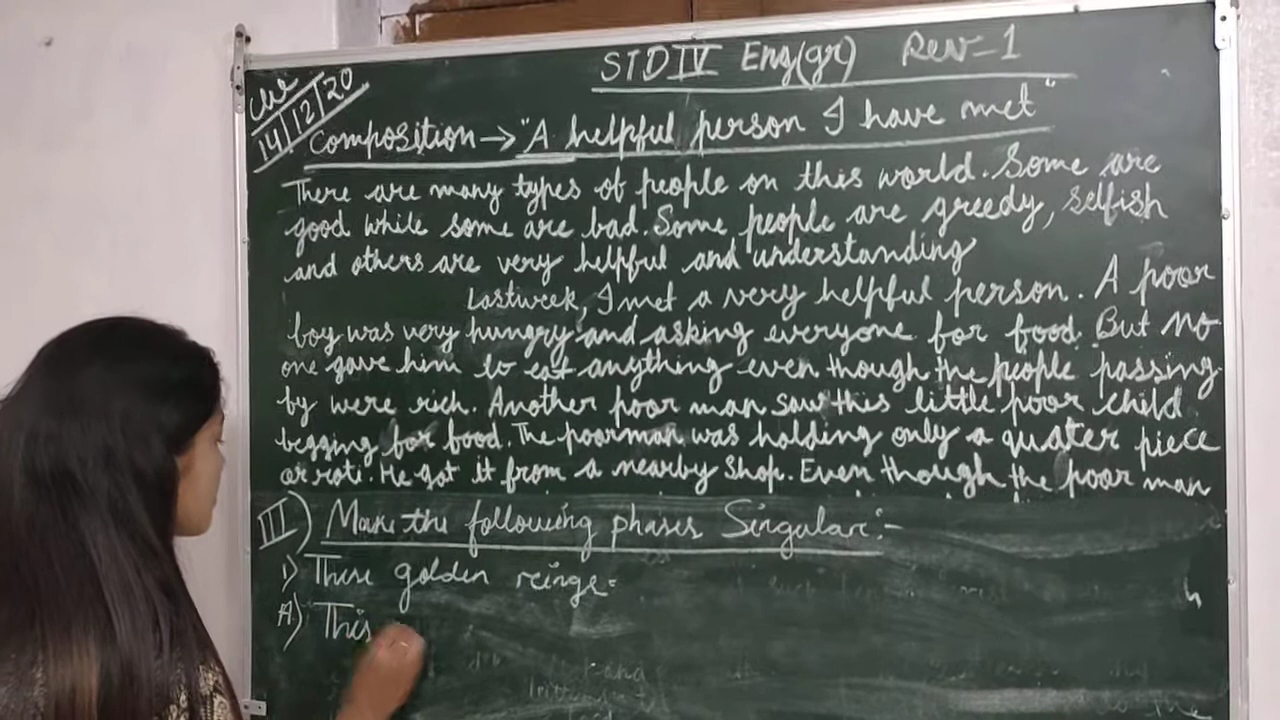 STD IV Eng(gr) Rev-1
CW
14/12/20
Composition → "A helpful person I have met"
There are many types of people on this world. Some are
good while some are bad. Some people are greedy, selfish
and others are very helpful and understanding
Lastweek, I met a very helpful person. A poor
boy was very hungry and asking everyone for food. But no
one gave him to eat anything even though the people passing
by were rich. Another poor man saw this little poor child
begging for food. The poor man was holding only a quater piece
or roti. He got it from a nearby shop. Even though the poor man
III) Make the following phases Singular:-
1) These golden =
A) This